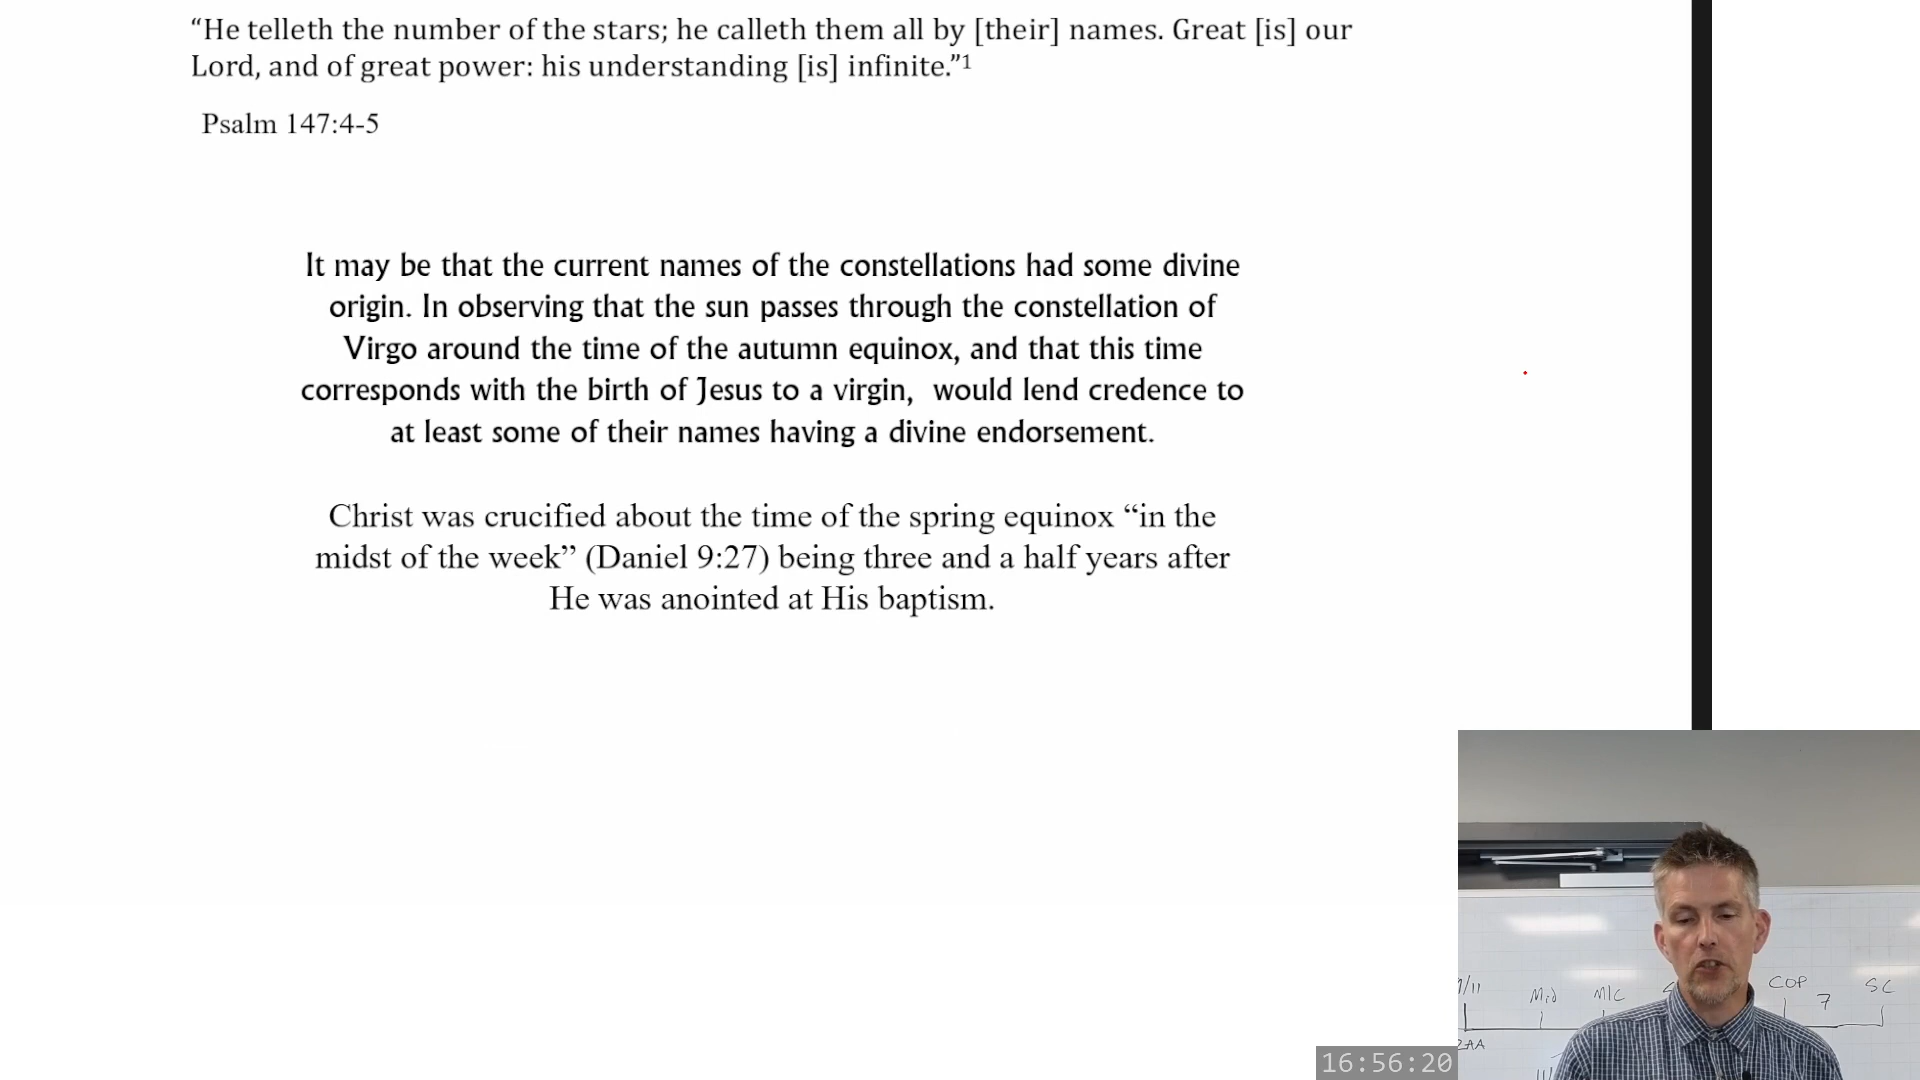 “He telleth the number of the stars; he calleth them all by [their] names. Great [is] our
Lord, and of great power: his understanding [is] infinite.”¹
Psalm 147:4-5
It may be that the current names of the constellations had some divine
origin. In observing that the sun passes through the constellation of
Virgo around the time of the autumn equinox, and that this time
corresponds with the birth of Jesus to a virgin,  would lend credence to
at least some of their names having a divine endorsement.
Christ was crucified about the time of the spring equinox “in the
midst of the week” (Daniel 9:27) being three and a half years after
He was anointed at His baptism.
Mid MIC COP 7 SC
16:56:20